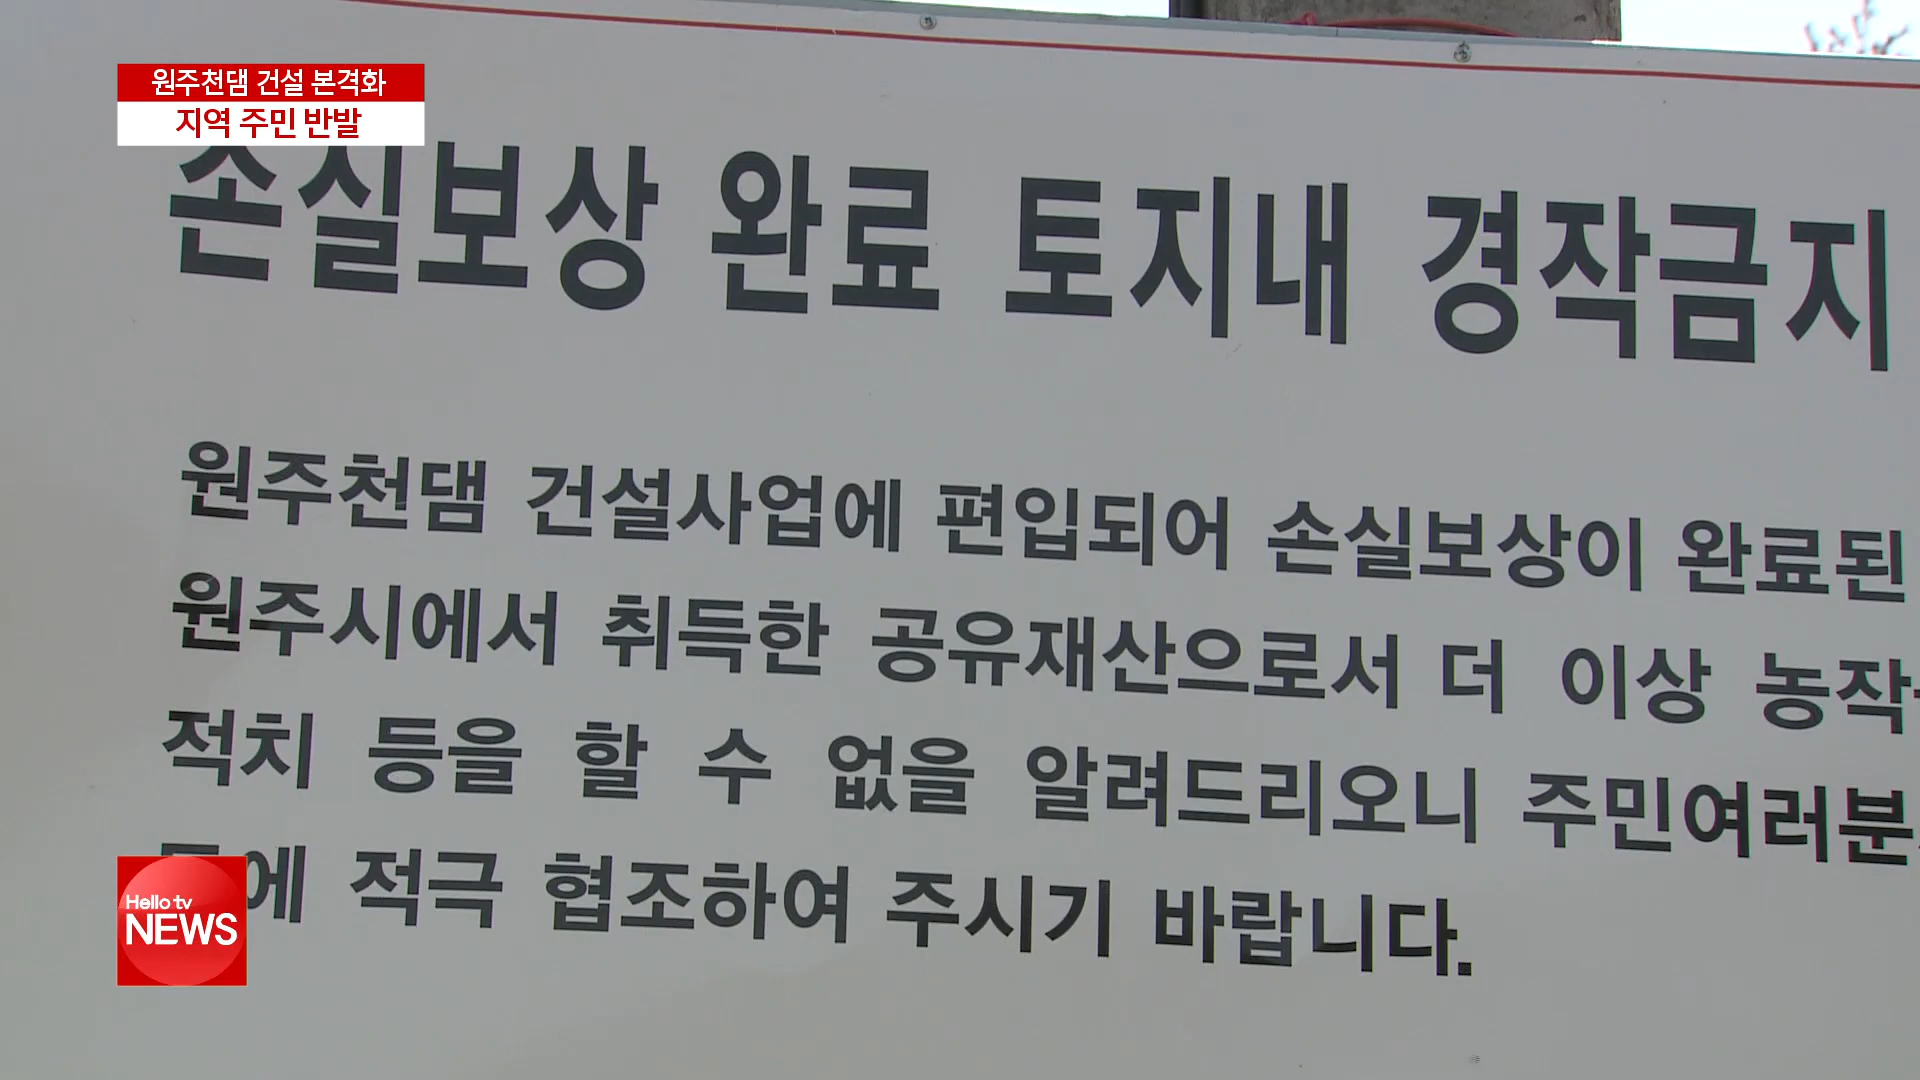 원주천댐 건설 본격화
지역 주민 반발
손실보상 완료 토지내 경작금지
원주천댐 건설사업에 편입되어 손실보상이 완료된
원주시에서 취득한 공유재산으로서 더 이상 농작
적치 등을 할 수 없을 알려드리오니 주민여러분
에 적극 협조하여 주시기 바랍니다.
Hello tv
NEWS